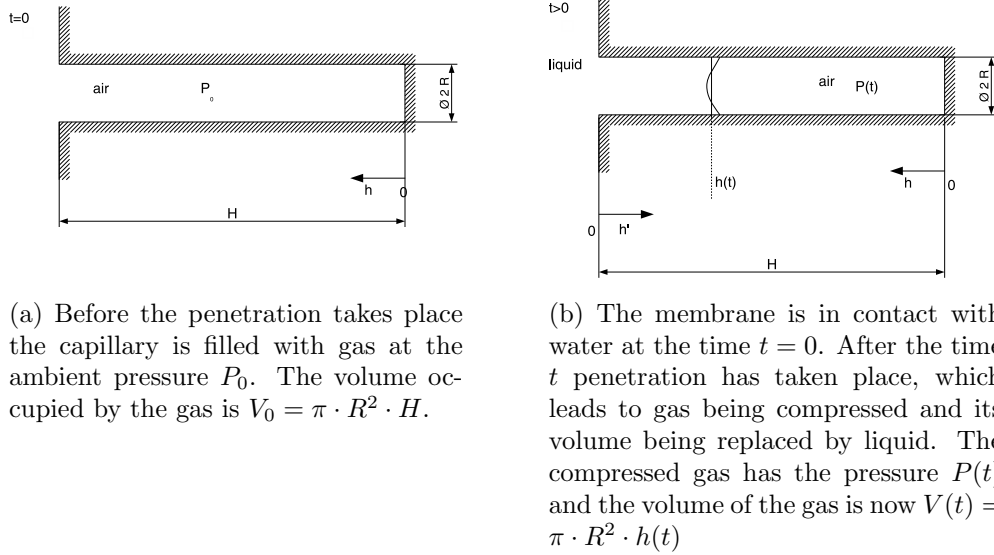 t=0
air
P₀
Ø 2 R
h
0
H
t>0
liquid
air
P(t)
Ø 2 R
h(t)
h
0
0
h'
H
(a) Before the penetration takes place
the capillary is filled with gas at the
ambient pressure P₀. The volume oc-
cupied by the gas is V₀ = π · R² · H.
(b) The membrane is in contact with
water at the time t = 0. After the time
t penetration has taken place, which
leads to gas being compressed and its
volume being replaced by liquid. The
compressed gas has the pressure P(t)
and the volume of the gas is now V(t) =
π · R² · h(t)